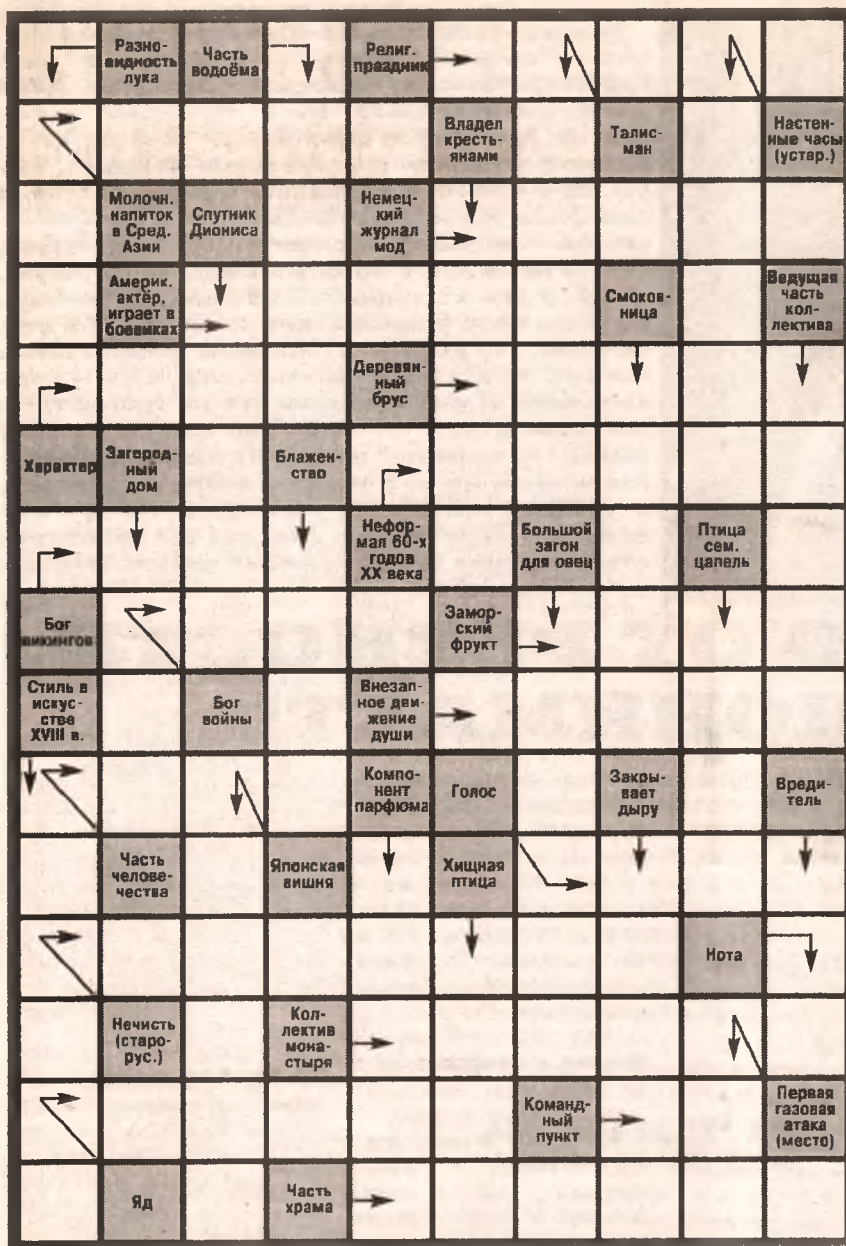 Разно-
видность
лука
Часть
водоёма
Религ.
праздник
Владел
кресть-
янами
Талис-
ман
Настен-
ные часы
(устар.)
Молочн.
напиток
в Сред.
Азии
Спутник
Диониса
Немец-
кий
журнал
мод
Америк.
актёр,
играет в
боевиках
Смоков-
ница
Ведущая
часть
кол-
лектива
Деревян-
ный
брус
Характер
Загород-
ный
дом
Блажен-
ство
Нефор-
мал 60-х
годов
XX века
Большой
загон
для овец
Птица
сем.
цапель
Бог
викингов
Замор-
ский
фрукт
Стиль в
искус-
стве
XVIII в.
Бог
войны
Внезап-
ное дви-
жение
души
Компо-
нент
парфюма
Голос
Закры-
вает
дыру
Вреди-
тель
Часть
челове-
чества
Японская
вишня
Хищная
птица
Нота
Нечисть
(старо-
рус.)
Кол-
лектив
мона-
стыря
Команд-
ный
пункт
Первая
газовая
атака
(место)
Яд
Часть
храма